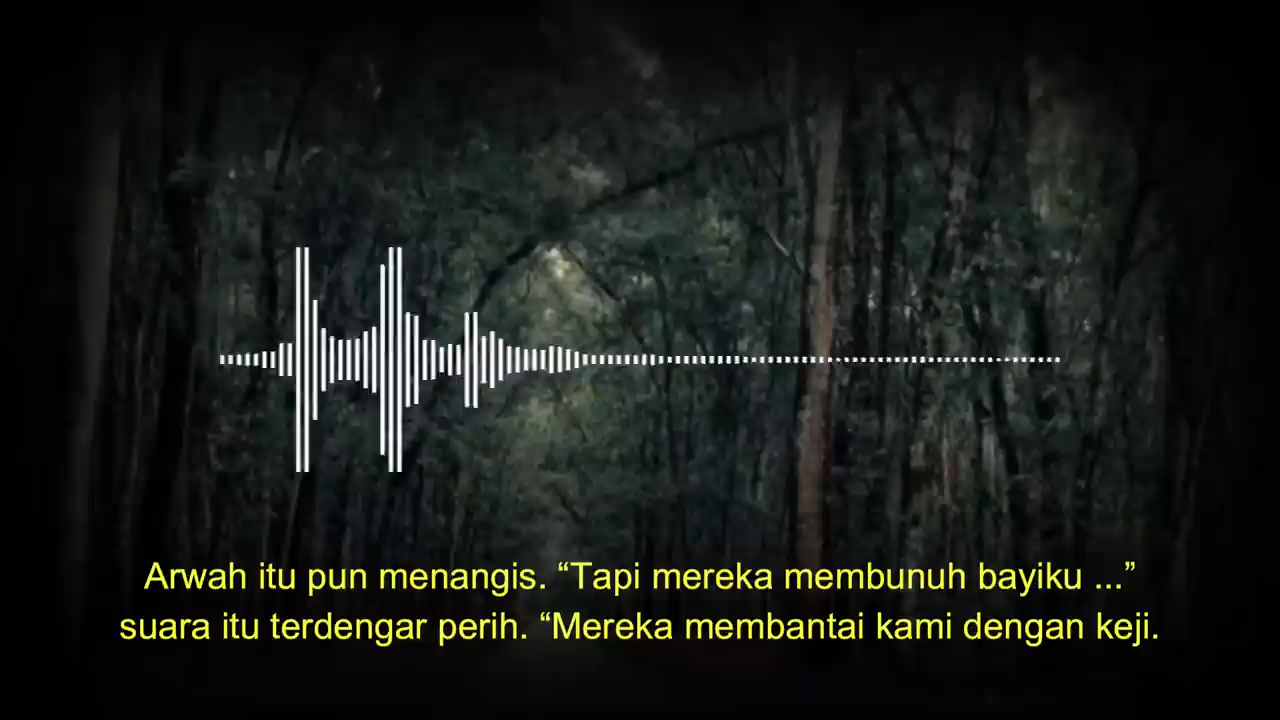 Arwah itu pun menangis. “Tapi mereka membunuh bayiku ...”
suara itu terdengar perih. “Mereka membantai kami dengan keji.